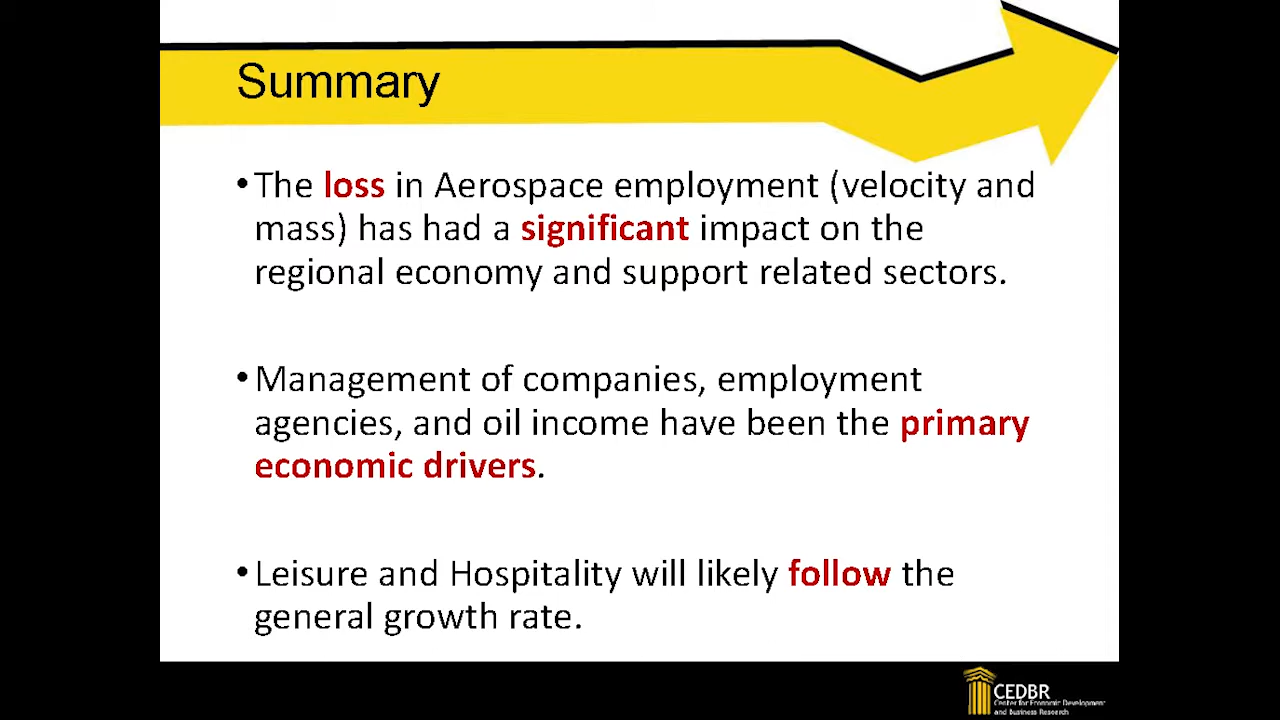 Summary
•The loss in Aerospace employment (velocity and
mass) has had a significant impact on the
regional economy and support related sectors.
•Management of companies, employment
agencies, and oil income have been the primary
economic drivers.
•Leisure and Hospitality will likely follow the
general growth rate.
CEDBR
Center for Economic Development
and Business Research